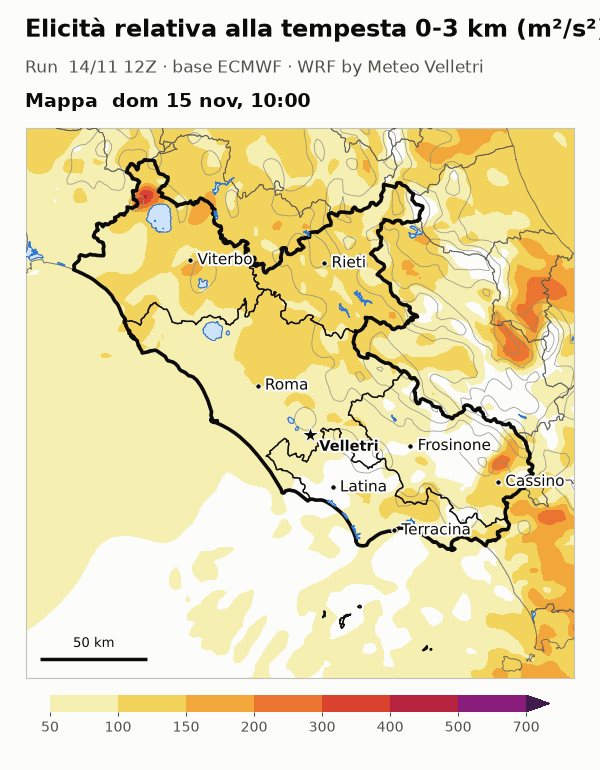 Elicità relativa alla tempesta 0-3 km (m²/s²)
Run  14/11 12Z · base ECMWF · WRF by Meteo Velletri
Mappa  dom 15 nov, 10:00
Viterbo
Rieti
Roma
Velletri
Frosinone
Cassino
Latina
Terracina
50 km
50 100 150 200 300 400 500 700